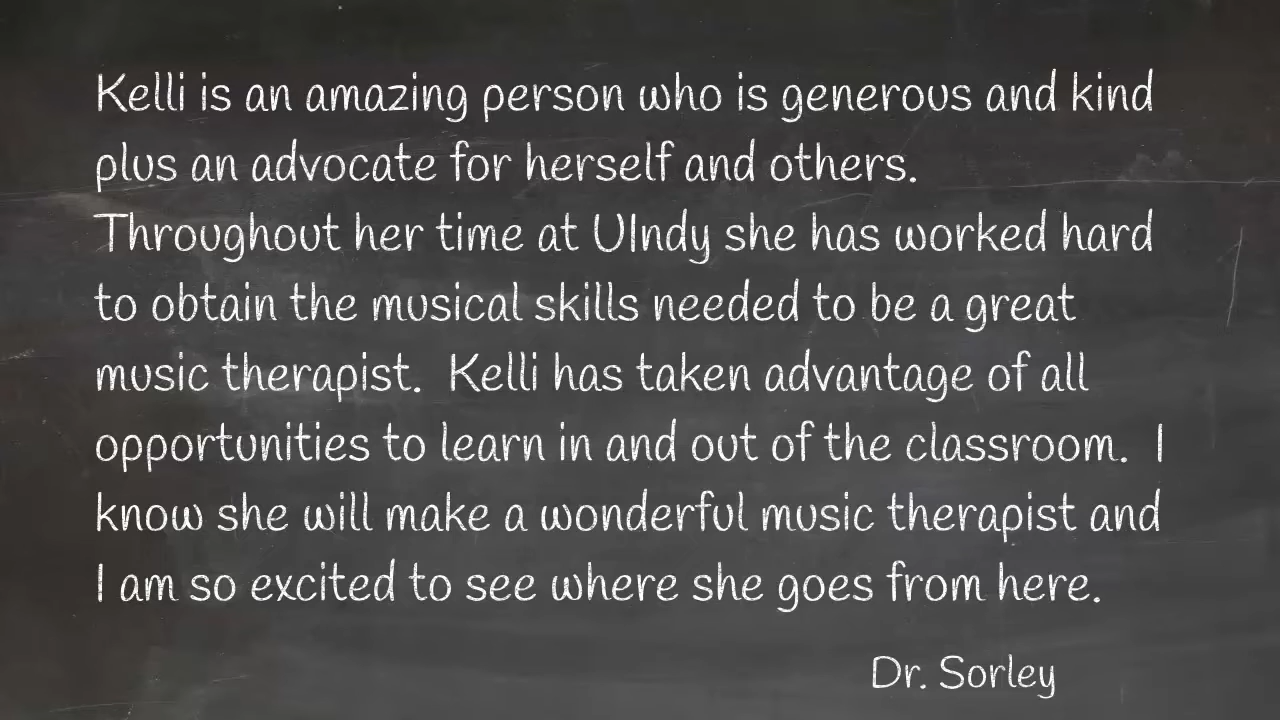 Kelli is an amazing person who is generous and kind
plus an advocate for herself and others.
Throughout her time at UIndy she has worked hard
to obtain the musical skills needed to be a great
music therapist.  Kelli has taken advantage of all
opportunities to learn in and out of the classroom.  I
know she will make a wonderful music therapist and
I am so excited to see where she goes from here.
Dr. Sorley